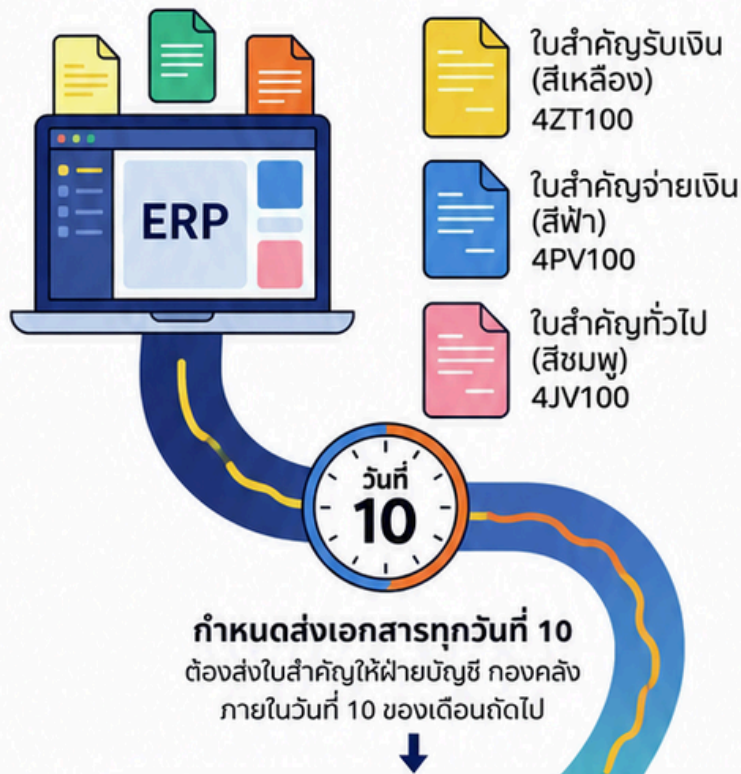 ERP
ใบสำคัญรับเงิน
(สีเหลือง)
4ZT100
ใบสำคัญจ่ายเงิน
(สีฟ้า)
4PV100
ใบสำคัญทั่วไป
(สีชมพู)
4JV100
วันที่
10
กำหนดส่งเอกสารทุกวันที่ 10
ต้องส่งใบสำคัญให้ฝ่ายบัญชี กองคลัง
ภายในวันที่ 10 ของเดือนถัดไป